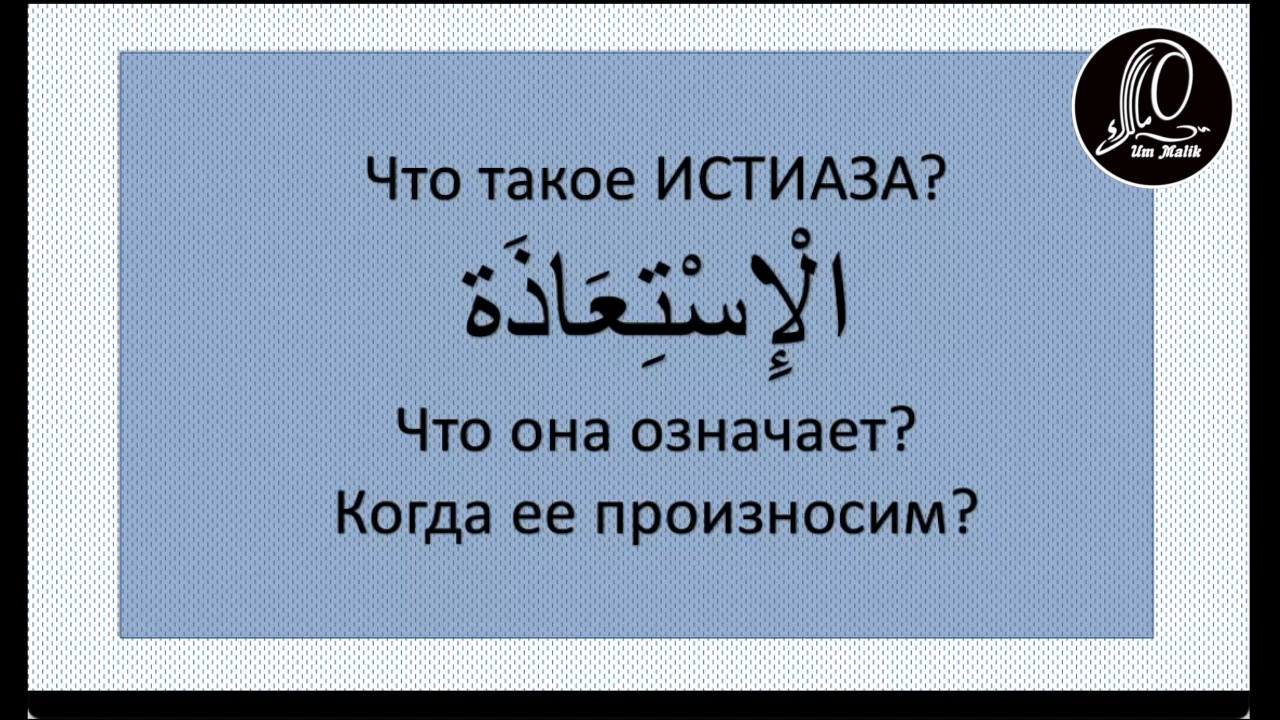 Что такое ИСТИАЗА?
الْإِسْتِعَاذَة
Что она означает?
Когда ее произносим?
Um Malik